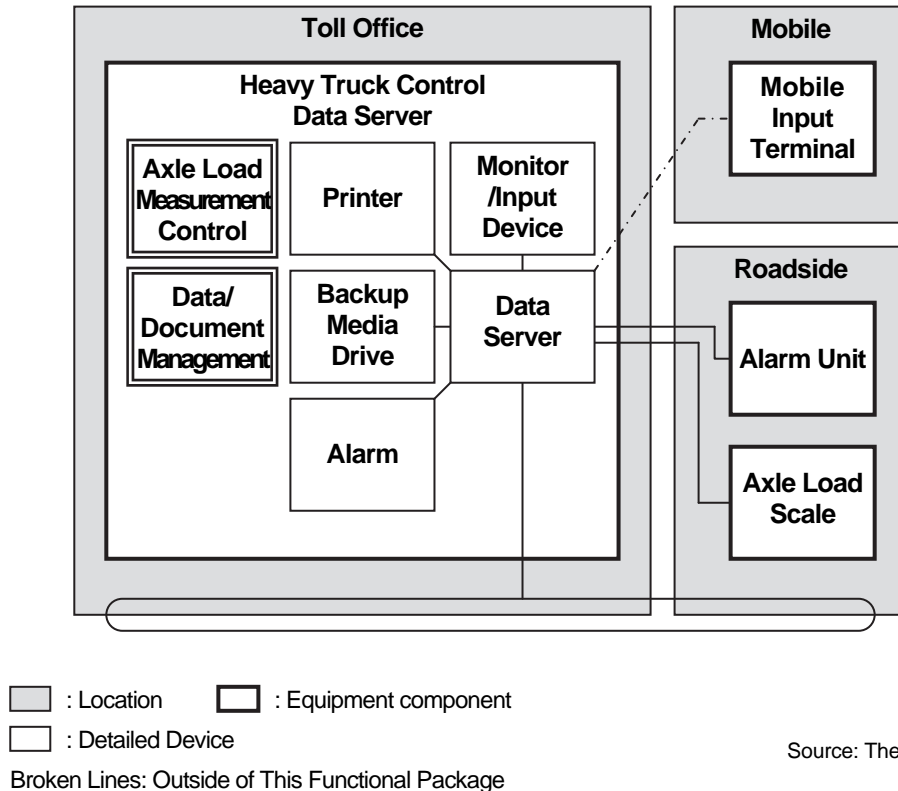 Toll Office
Heavy Truck Control
Data Server
Axle Load
Measurement
Control
Printer
Monitor
/Input
Device
Data/
Document
Management
Backup
Media
Drive
Data
Server
Alarm
Mobile
Mobile
Input
Terminal
Roadside
Alarm Unit
Axle Load
Scale
: Location
: Equipment component
: Detailed Device
Source: The
Broken Lines: Outside of This Functional Package